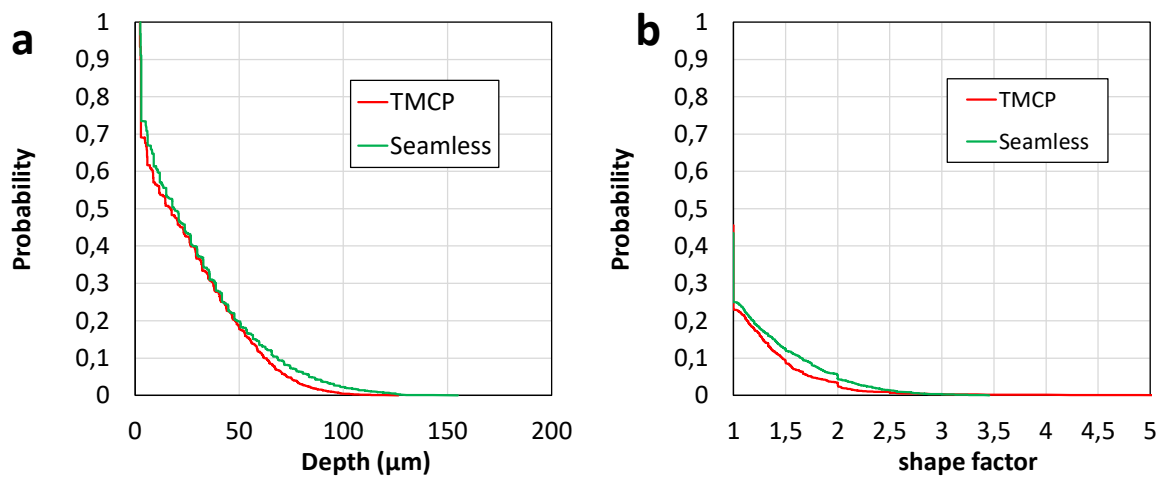 a
1
0,9
0,8
0,7
0,6
0,5
0,4
0,3
0,2
0,1
0
Probability
TMCP
Seamless
0 50 100 150 200
Depth (µm)
b
1
0,9
0,8
0,7
0,6
0,5
0,4
0,3
0,2
0,1
0
Probability
TMCP
Seamless
1 1,5 2 2,5 3 3,5 4 4,5 5
shape factor